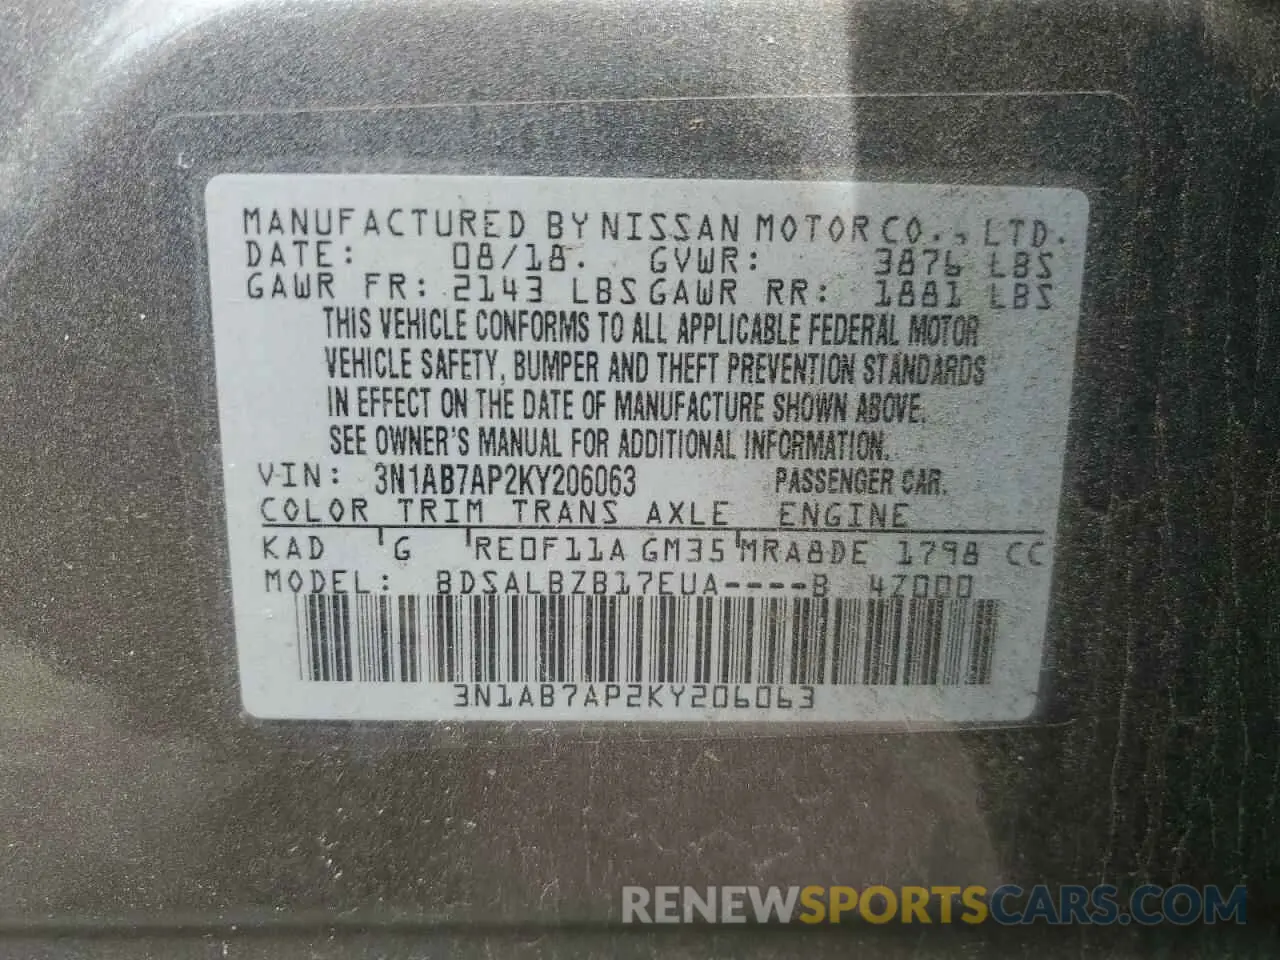 MANUFACTURED BY NISSAN MOTOR CO., LTD.
DATE: 08/18. GVWR: 3876 LBS
GAWR FR: 2143 LBS GAWR RR: 1881 LBS
THIS VEHICLE CONFORMS TO ALL APPLICABLE FEDERAL MOTOR
VEHICLE SAFETY, BUMPER AND THEFT PREVENTION STANDARDS
IN EFFECT ON THE DATE OF MANUFACTURE SHOWN ABOVE.
SEE OWNER'S MANUAL FOR ADDITIONAL INFORMATION.
VIN: 3N1AB7AP2KY206063 PASSENGER CAR.
COLOR TRIM TRANS AXLE ENGINE
KAD G RE0F11A GM35 MRA8DE 1798 CC
MODEL: BDSALBZB17EUA----B 4Z000
3N1AB7AP2KY206063
RENEWSPORTSCARS.COM